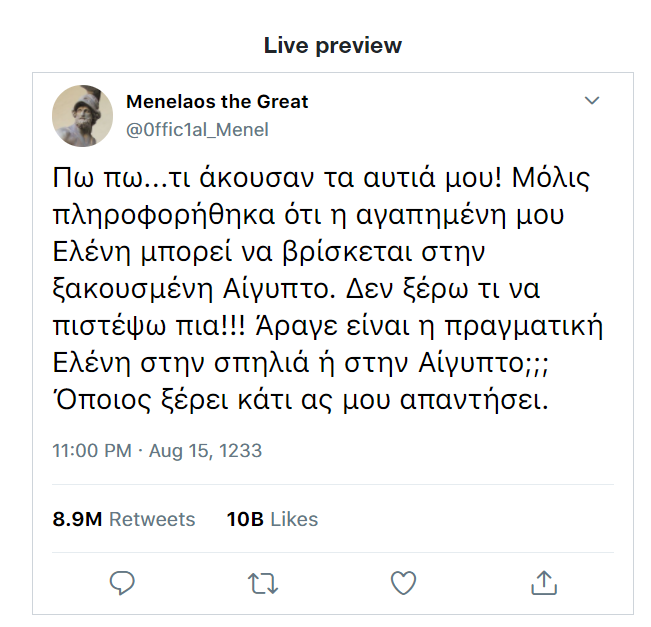 Live preview
Menelaos the Great
@0ffic1al_Menel
Πω πω...τι άκουσαν τα αυτιά μου! Μόλις
πληροφορήθηκα ότι η αγαπημένη μου
Ελένη μπορεί να βρίσκεται στην
ξακουσμένη Αίγυπτο. Δεν ξέρω τι να
πιστέψω πια!!! Άραγε είναι η πραγματική
Ελένη στην σπηλιά ή στην Αίγυπτο;;;
Όποιος ξέρει κάτι ας μου απαντήσει.
11:00 PM · Aug 15, 1233
8.9M Retweets 10B Likes